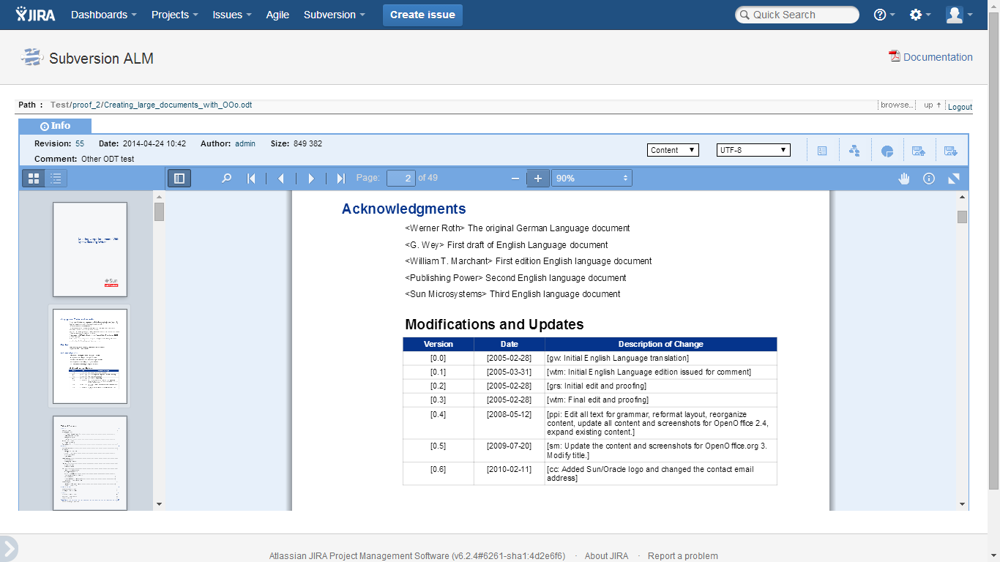 JIRA Dashboards Projects Issues Agile Subversion Create issue Quick Search
Subversion ALM
Documentation
Path : Test/proof_2/Creating_large_documents_with_OOo.odt browse... up Logout
Info
Revision: 55 Date: 2014-04-24 10:42 Author: admin Size: 849 382
Comment: Other ODT test
Content UTF-8
Page: 2 of 49 90%
Acknowledgments
<Werner Roth> The original German Language document
<G. Wey> First draft of English Language document
<William T. Marchant> First edition English language document
<Publishing Power> Second English language document
<Sun Microsystems> Third English language document
Modifications and Updates
Version Date Description of Change
[0.0] [2005-02-28] [gw: Initial English Language translation]
[0.1] [2005-03-31] [wtm: Initial English Language edition issued for comment]
[0.2] [2005-02-28] [grs: Initial edit and proofing]
[0.3] [2005-02-28] [wtm: Final edit and proofing]
[0.4] [2008-05-12] [ppi: Edit all text for grammar, reformat layout, reorganize
content, update all content and screenshots for OpenOffice 2.4,
expand existing content.]
[0.5] [2009-07-20] [sm: Update the content and screenshots for OpenOffice.org 3.
Modify title.]
[0.6] [2010-02-11] [cc: Added Sun/Oracle logo and changed the contact email
address]
Atlassian JIRA Project Management Software (v6.2.4#6261-sha1:4d2e6f6) · About JIRA · Report a problem